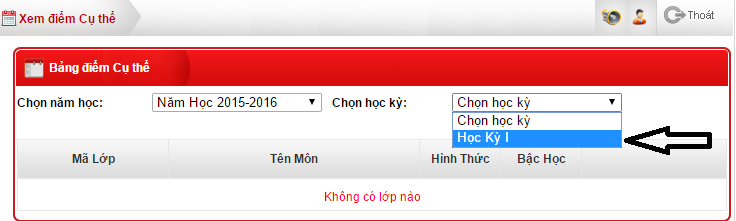 Xem điểm Cụ thể
Thoát
Bảng điểm Cụ thể
Chọn năm học: Năm Học 2015-2016 Chọn học kỳ: Chọn học kỳ
Chọn học kỳ
Học Kỳ I
Mã Lớp Tên Môn Hình Thức Bậc Học
Không có lớp nào